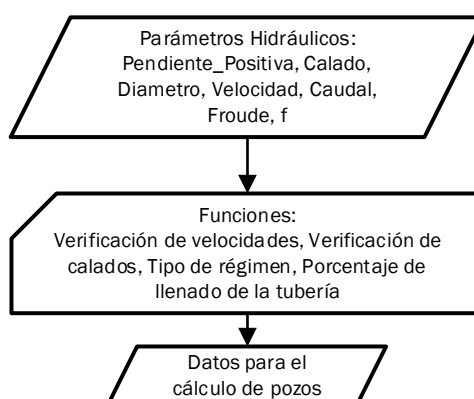 Parámetros Hidráulicos:
Pendiente_Positiva, Calado,
Diametro, Velocidad, Caudal,
Froude, f
Funciones:
Verificación de velocidades, Verificación de
calados, Tipo de régimen, Porcentaje de
llenado de la tubería
Datos para el
cálculo de pozos